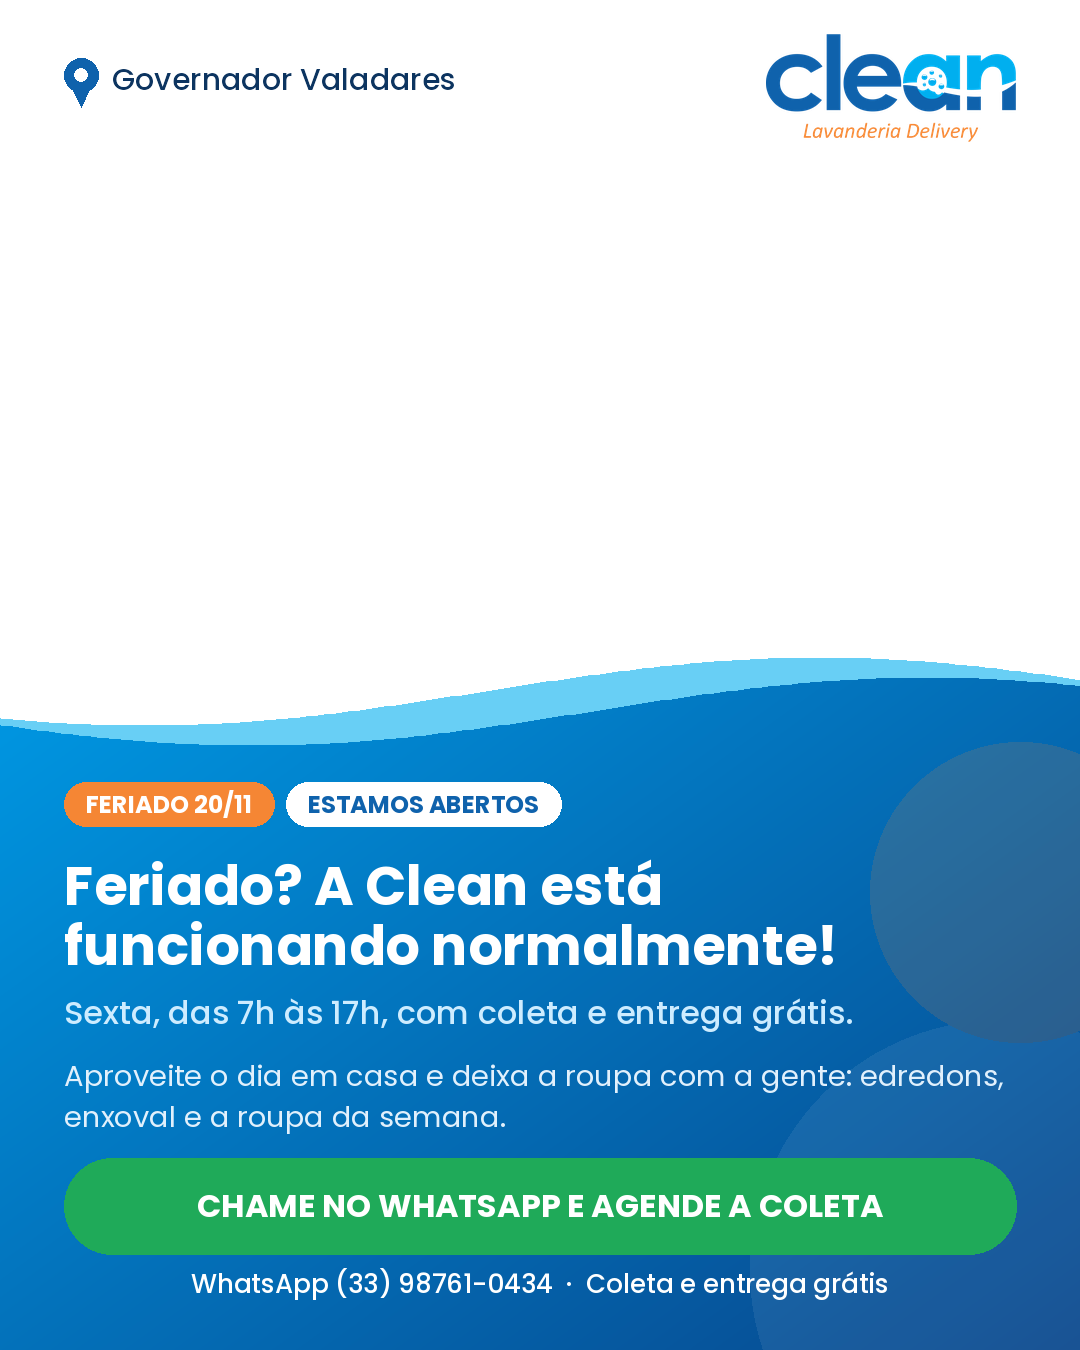 Governador Valadares
clean
Lavanderia Delivery
FERIADO 20/11
ESTAMOS ABERTOS
Feriado? A Clean está
funcionando normalmente!
Sexta, das 7h às 17h, com coleta e entrega grátis.
Aproveite o dia em casa e deixa a roupa com a gente: edredons,
enxoval e a roupa da semana.
CHAME NO WHATSAPP E AGENDE A COLETA
WhatsApp (33) 98761-0434 · Coleta e entrega grátis